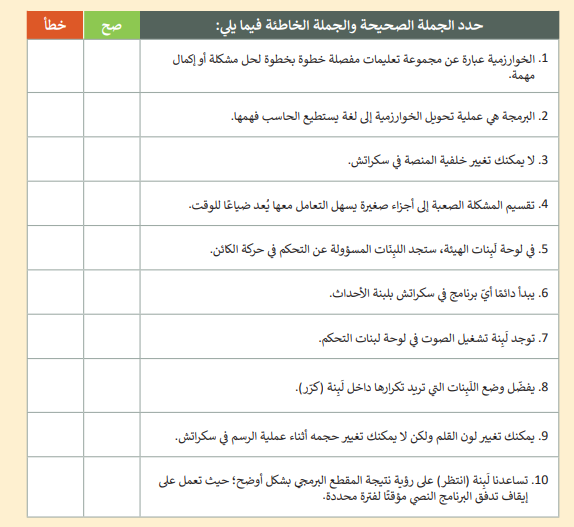 حدد الجملة الصحيحة والجملة الخاطئة فيما يلي: صح خطأ
1. الخوارزمية عبارة عن مجموعة تعليمات مفصلة خطوة بخطوة لحل مشكلة أو إكمال
مهمة.
2. البرمجة هي عملية تحويل الخوارزمية إلى لغة يستطيع الحاسب فهمها.
3. لا يمكنك تغيير خلفية المنصة في سكراتش.
4. تقسيم المشكلة الصعبة إلى أجزاء صغيرة يسهل التعامل معها يُعد ضياعًا للوقت.
5. في لوحة لَبِنات الهيئة، ستجد اللبِنَات المسؤولة عن التحكم في حركة الكائن.
6. يبدأ دائمًا أيّ برنامج في سكراتش بلبنة الأحداث.
7. توجد لَبِنة تشغيل الصوت في لوحة لبنات التحكم.
8. يفضّل وضع اللَبِنات التي تريد تكرارها داخل لَبِنة (كرّر).
9. يمكنك تغيير لون القلم ولكن لا يمكنك تغيير حجمه أثناء عملية الرسم في سكراتش.
10. تساعدنا لَبِنة (انتظر) على رؤية نتيجة المقطع البرمجي بشكل أوضح؛ حيث تعمل على
إيقاف تدفق البرنامج النصي مؤقتًا لفترة محددة.